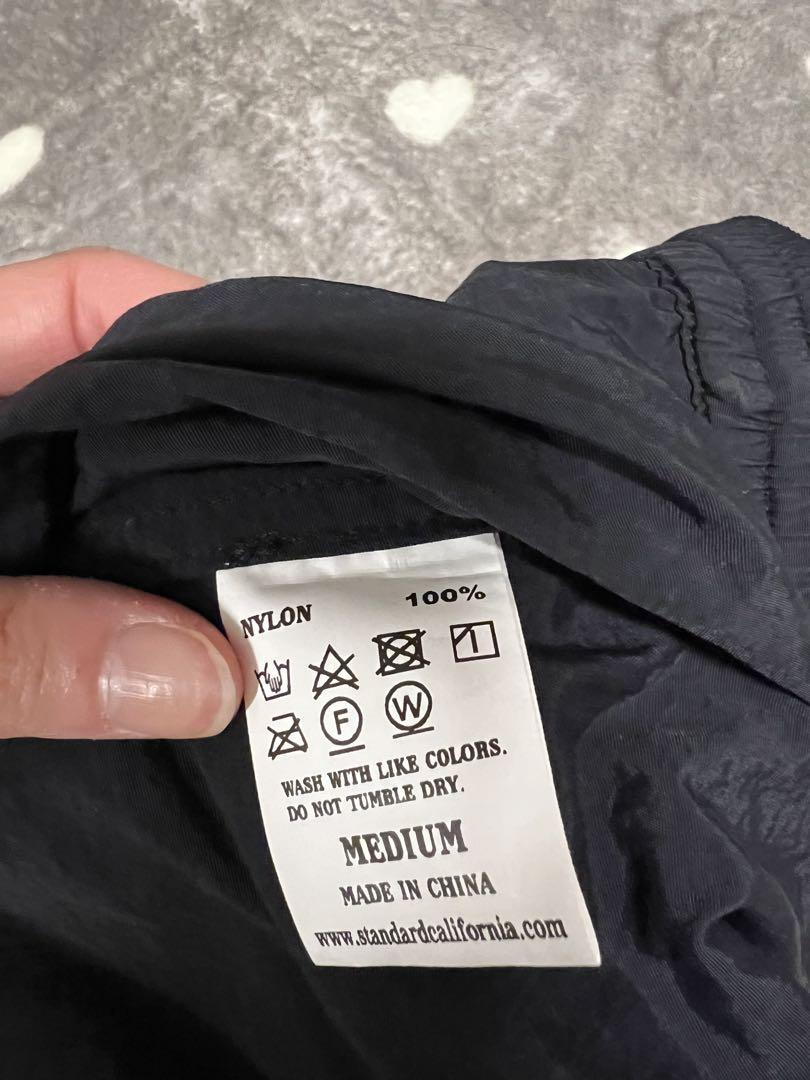 NYLON 100%
F W
WASH WITH LIKE COLORS.
DO NOT TUMBLE DRY.
MEDIUM
MADE IN CHINA
www.standardcalifornia.com